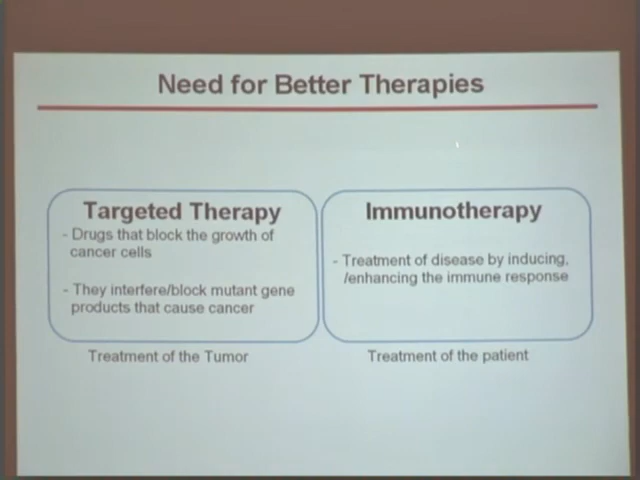 Need for Better Therapies
Targeted Therapy
- Drugs that block the growth of
cancer cells
- They interfere/block mutant gene
products that cause cancer
Treatment of the Tumor
Immunotherapy
- Treatment of disease by inducing,
/enhancing the immune response
Treatment of the patient